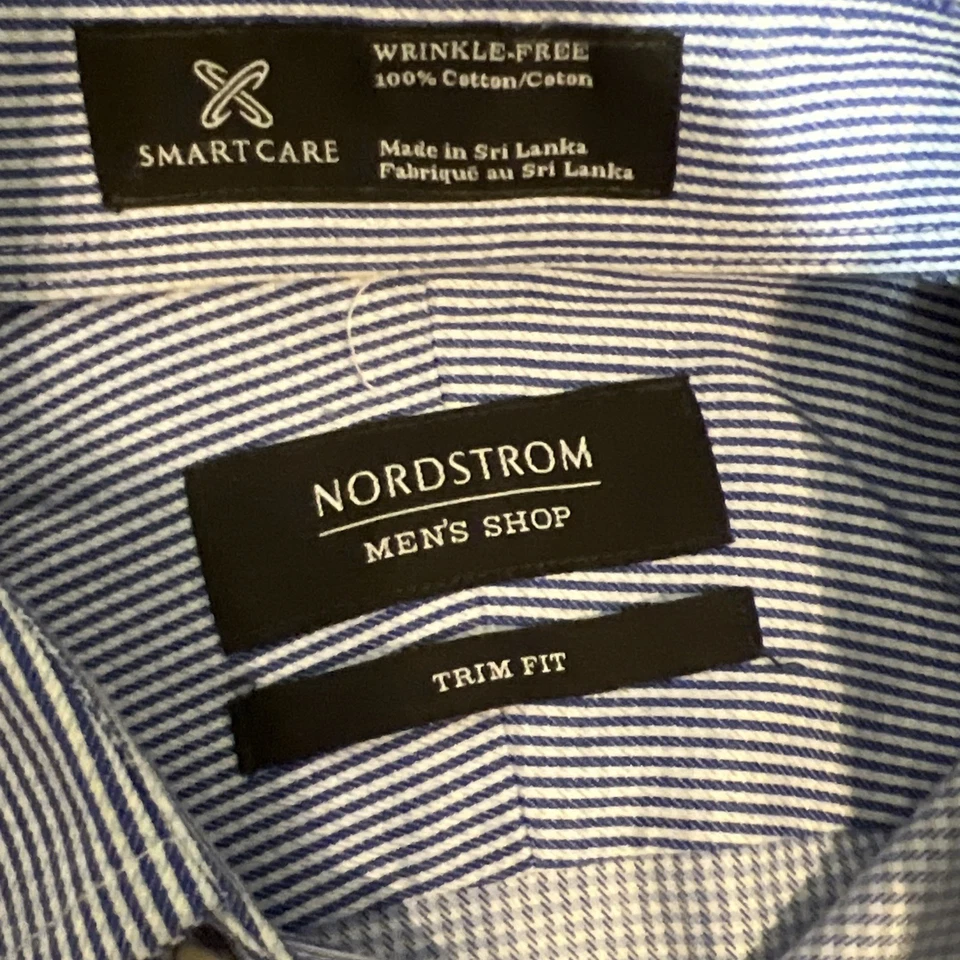 SMARTCARE
WRINKLE-FREE
100% Cotton/Coton
Made in Sri Lanka
Fabriqué au Sri Lanka
NORDSTROM
MEN'S SHOP
TRIM FIT